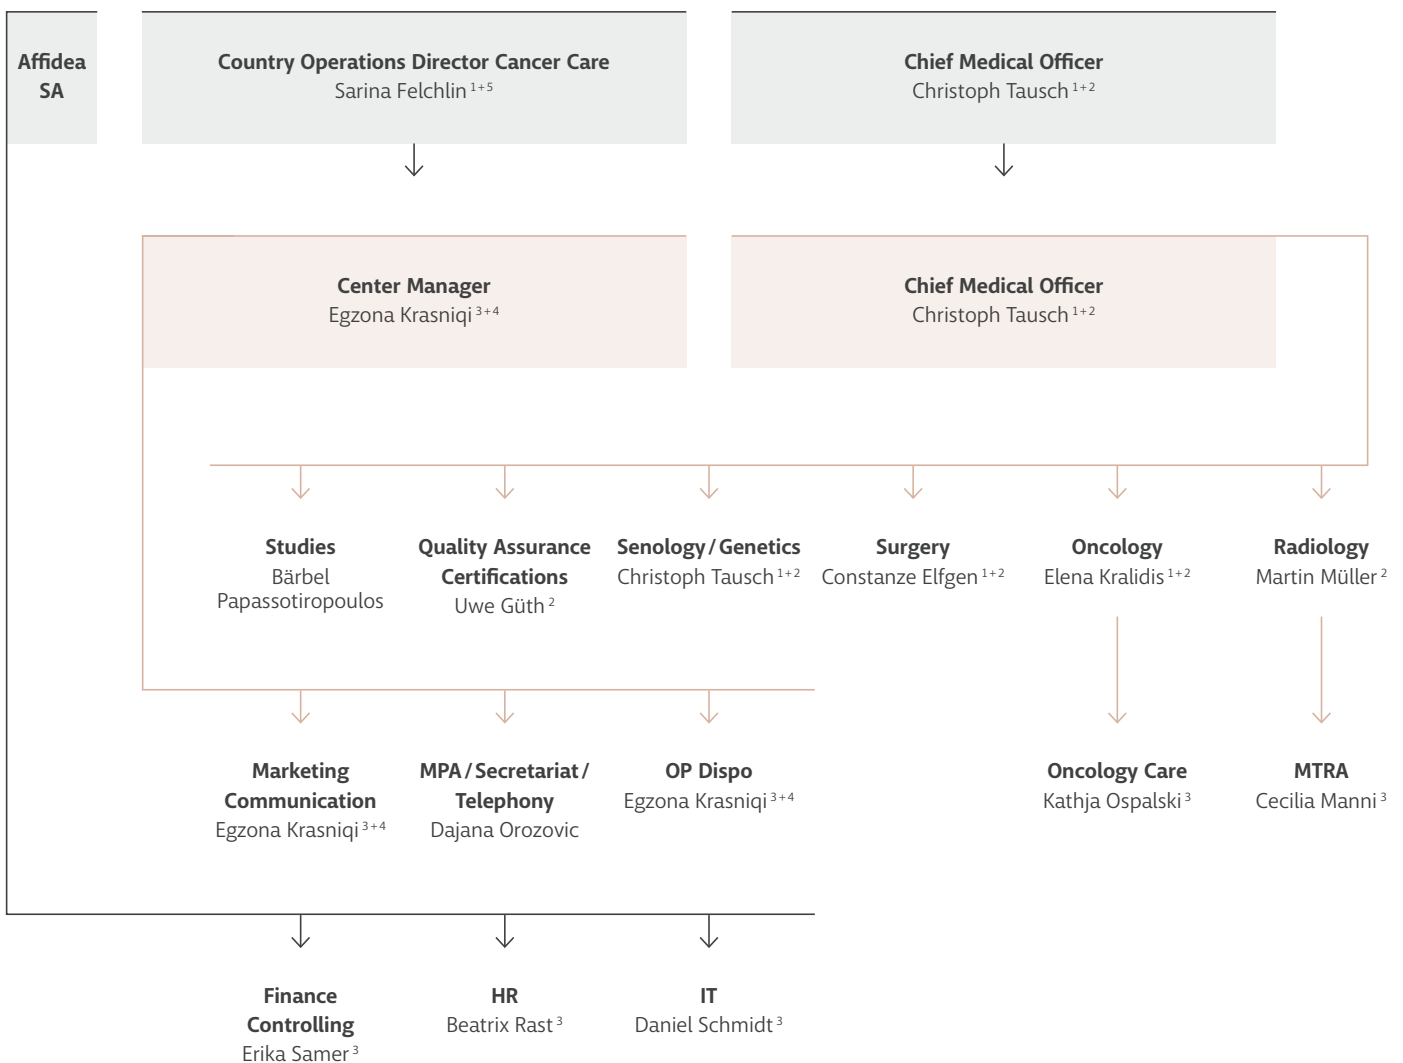 Affidea
SA
Country Operations Director Cancer Care
Sarina Felchlin 1+5
Chief Medical Officer
Christoph Tausch 1+2
Center Manager
Egzona Krasniqi 3+4
Chief Medical Officer
Christoph Tausch 1+2
Studies
Bärbel
Papassotiropoulos
Quality Assurance
Certifications
Uwe Güth 2
Senology / Genetics
Christoph Tausch 1+2
Surgery
Constanze Elfgen 1+2
Oncology
Elena Kralidis 1+2
Radiology
Martin Müller 2
Marketing
Communication
Egzona Krasniqi 3+4
MPA / Secretariat /
Telephony
Dajana Orozovic
OP Dispo
Egzona Krasniqi 3+4
Oncology Care
Kathja Ospalski 3
MTRA
Cecilia Manni 3
Finance
Controlling
Erika Samer 3
HR
Beatrix Rast 3
IT
Daniel Schmidt 3